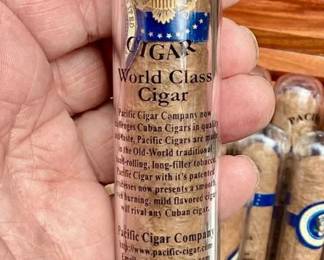 CIGAR
World Class
Cigar
Pacific Cigar Company now
Cuban Cigars in quality
Pacific Cigars are made
in the Old-World tradition of
hand-rolling, long-filler tobacco.
Pacific Cigar with it's patented
now presents a smooth,
burning, mild flavored cigar
will rival any Cuban cigar.
Pacific Cigar Company
http://www.pacific-cigar.com
PACIFIC